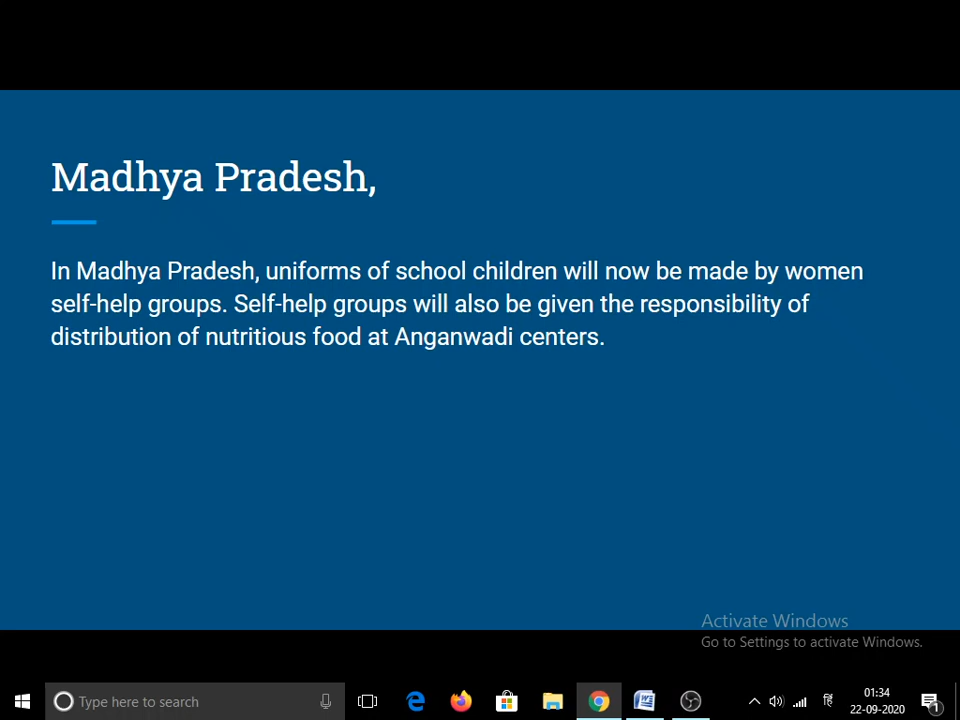 Madhya Pradesh,
In Madhya Pradesh, uniforms of school children will now be made by women
self-help groups. Self-help groups will also be given the responsibility of
distribution of nutritious food at Anganwadi centers.
Activate Windows
Go to Settings to activate Windows.
Type here to search
हिं
01:34
22-09-2020
1